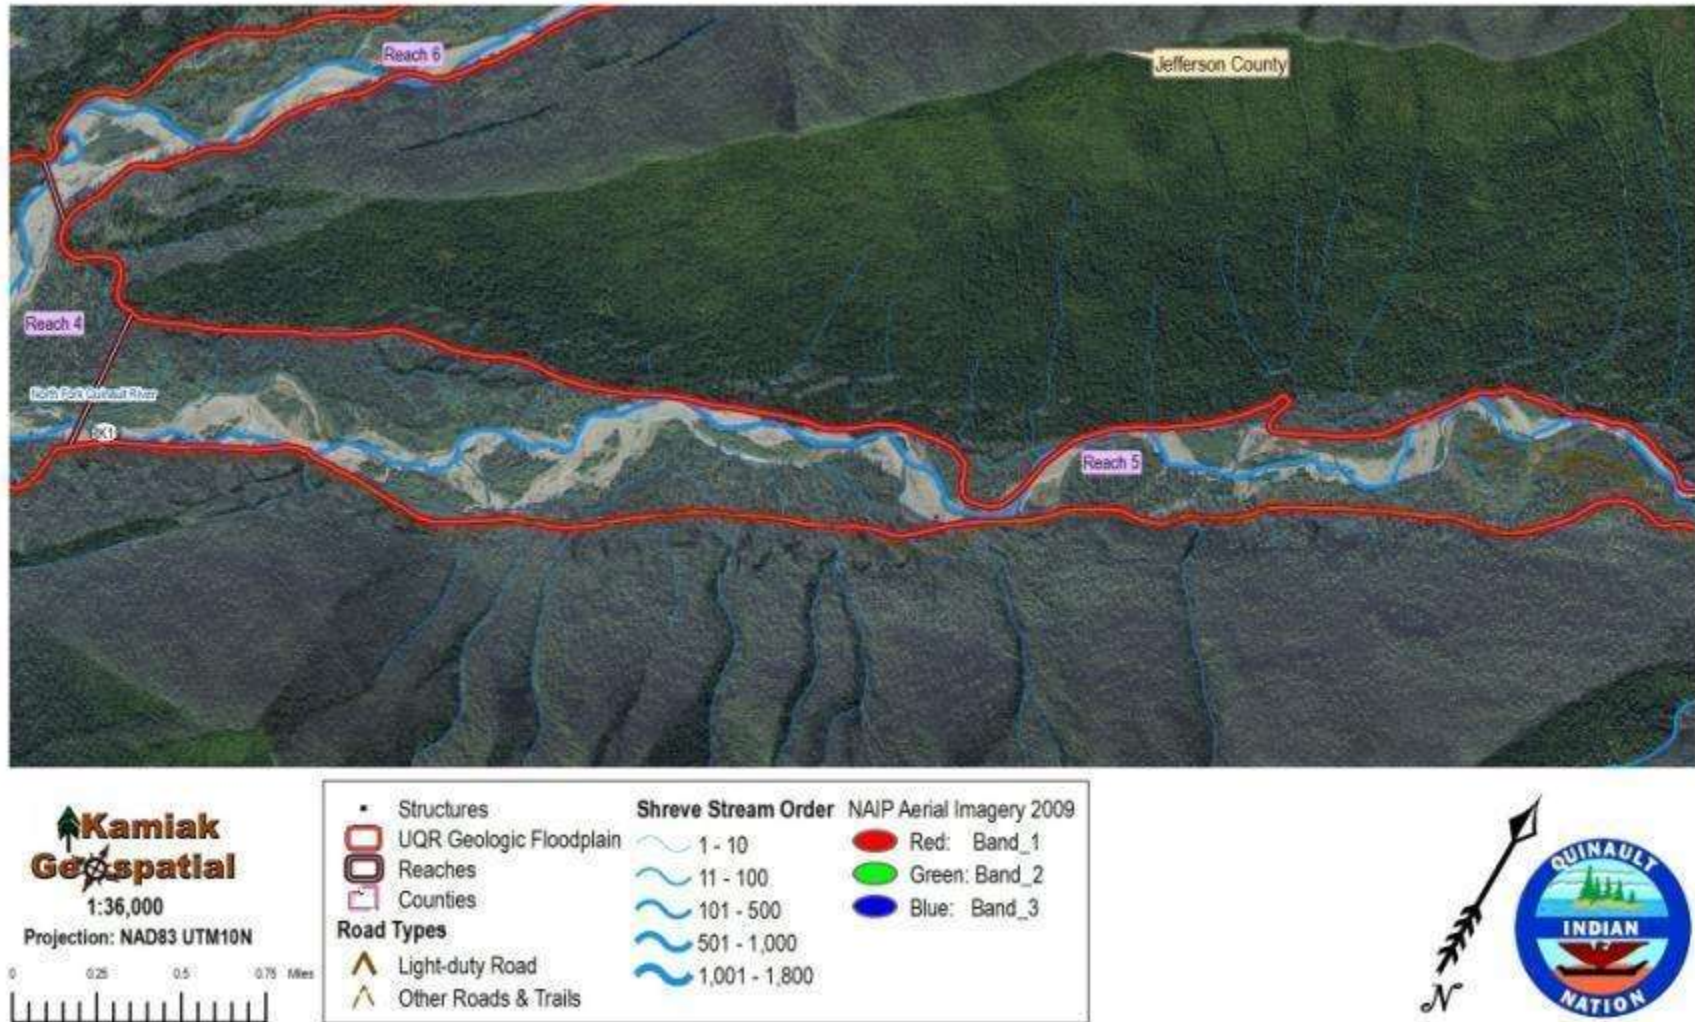 Reach 6
Jefferson County
Reach 4
North Fork Quinault River
Reach 5
Kamiak
Geospatial
1:36,000
Projection: NAD83 UTM10N
0 0.25 0.5 0.75 Miles
Structures
UQR Geologic Floodplain
Reaches
Counties
Road Types
Light-duty Road
Other Roads & Trails
Shreve Stream Order
1 - 10
11 - 100
101 - 500
501 - 1,000
1,001 - 1,800
NAIP Aerial Imagery 2009
Red: Band_1
Green: Band_2
Blue: Band_3
N
QUINAULT
INDIAN
NATION